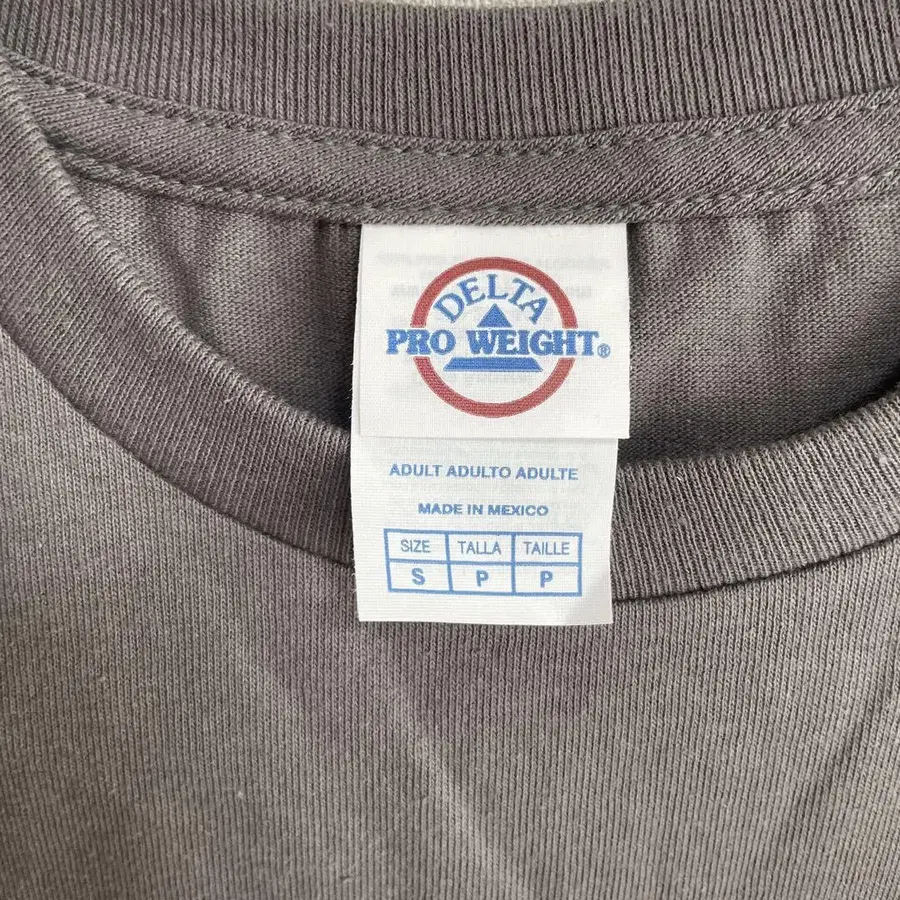 DELTA
PRO WEIGHT®
ADULT ADULTO ADULTE
MADE IN MEXICO
SIZE TALLA TAILLE
S P P